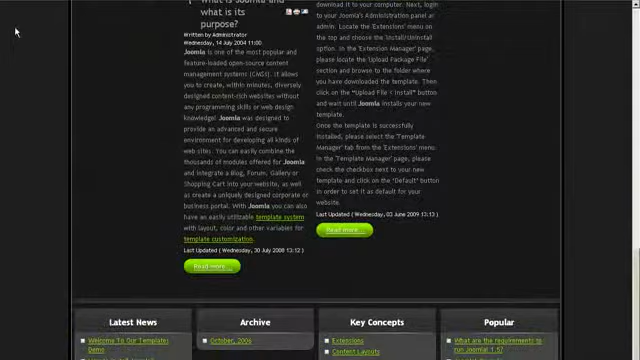 what is Joomla and
what is its
purpose?
Written by Administrator
Wednesday, 14 July 2004 11:00
Joomla is one of the most popular and
feature-loaded open-source content
management systems (CMGS). It allows
you to create, within minutes, diversely
designed content-rich websites without
any programming skills or web design
knowledge! Joomla was designed to
provide an advanced and secure
environment for developing all kinds of
web sites. You can easily combine the
thousands of modules offered for Joomla
and integrate a Blog, Forum, Gallery or
Shopping Cart into your website, as well
as create a uniquely designed corporate or
business portal. With Joomla you can also
have an easily utilizable template system
with layout, color and other variables for
template customization.
Last Updated ( Wednesday, 30 July 2008 13:12 )
Read more...
download it to your computer. Next, login
to your Joomla's Administration panel as
admin. Locate the 'Extensions' menu on
the top and choose the 'Install/Uninstall
option. In the 'Extension Manager' page,
please locate the 'Upload Package File'
section and browse to the folder where
you have downloaded the template. Then
click on the "Upload File & Install" button
and wait until Joomla installs your new
template.
Once the template is successfully
installed, please select the 'Template
Manager' tab from the 'Extensions' menu.
In the 'Template Manager' page, please
check the checkbox next to your new
template and click on the 'Default' button
in order to set it as default for your
website.
Last Updated ( Wednesday, 03 June 2009 13:13 )
Read more...
Latest News
Welcome To Our Templates
Demo
Archive
October, 2006
Key Concepts
Extensions
Content Layouts
Popular
What are the requirements to
run Joomla 1.5?